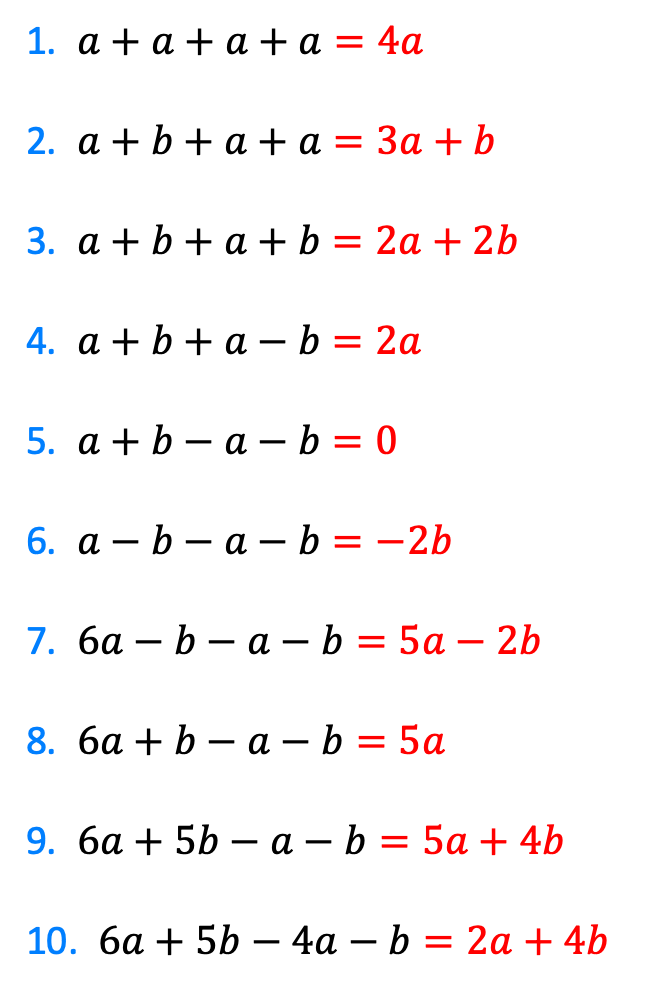 1. a + a + a + a = 4a
2. a + b + a + a = 3a + b
3. a + b + a + b = 2a + 2b
4. a + b + a − b = 2a
5. a + b − a − b = 0
6. a − b − a − b = −2b
7. 6a − b − a − b = 5a − 2b
8. 6a + b − a − b = 5a
9. 6a + 5b − a − b = 5a + 4b
10. 6a + 5b − 4a − b = 2a + 4b